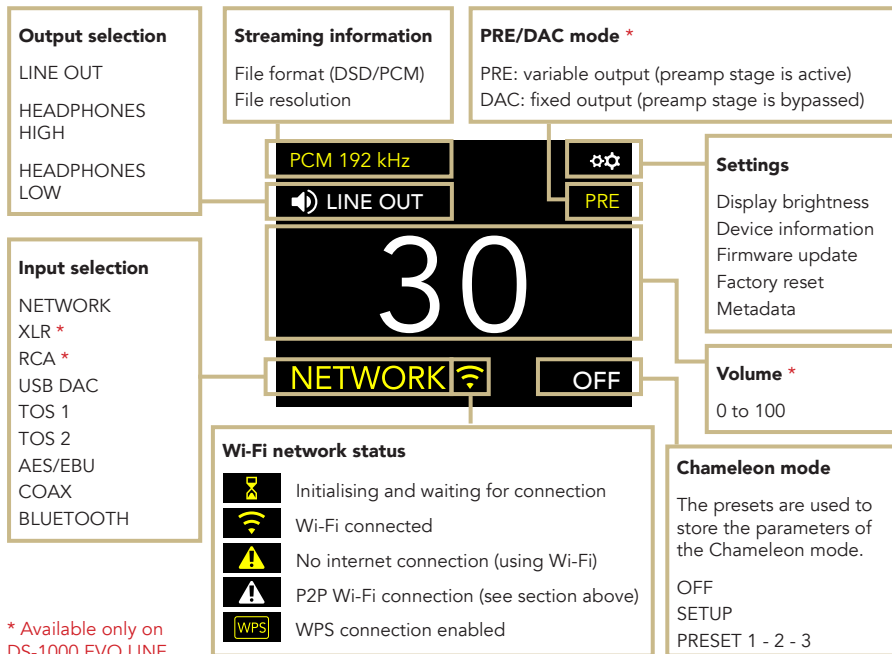 Output selection
LINE OUT
HEADPHONES
HIGH
HEADPHONES
LOW
Streaming information
File format (DSD/PCM)
File resolution
PRE/DAC mode *
PRE: variable output (preamp stage is active)
DAC: fixed output (preamp stage is bypassed)
PCM 192 kHz
LINE OUT
PRE
30
NETWORK
OFF
Settings
Display brightness
Device information
Firmware update
Factory reset
Metadata
Input selection
NETWORK
XLR *
RCA *
USB DAC
TOS 1
TOS 2
AES/EBU
COAX
BLUETOOTH
Volume *
0 to 100
Wi-Fi network status
Initialising and waiting for connection
Wi-Fi connected
No internet connection (using Wi-Fi)
P2P Wi-Fi connection (see section above)
WPS WPS connection enabled
Chameleon mode
The presets are used to
store the parameters of
the Chameleon mode.
OFF
SETUP
PRESET 1 - 2 - 3
* Available only on
DS-1000 EVO LINE